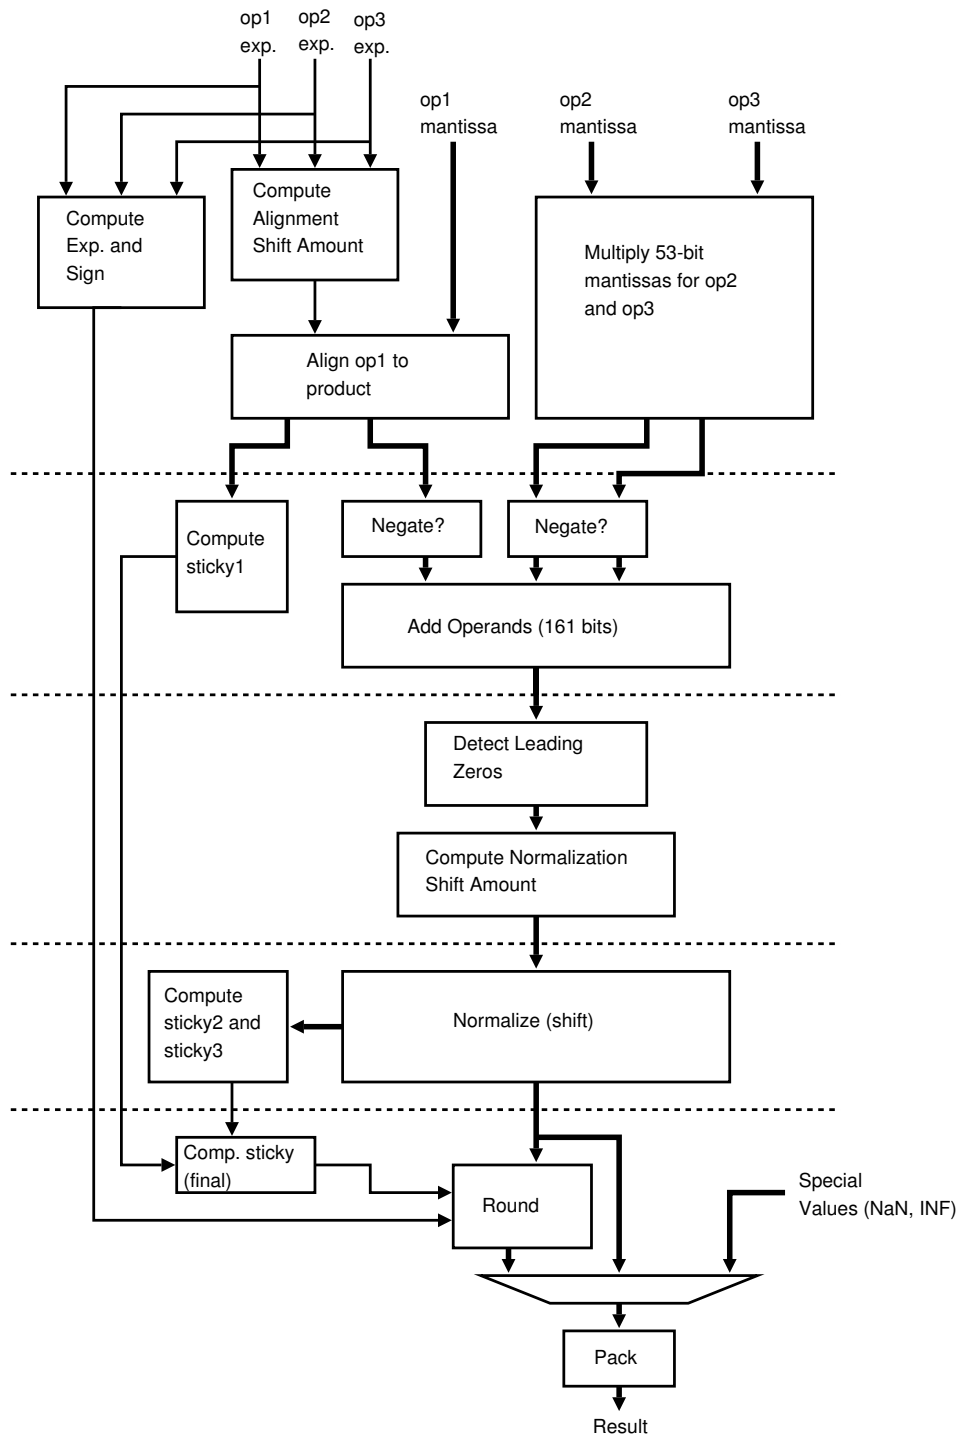 op1
exp.
op2
exp.
op3
exp.
op1
mantissa
op2
mantissa
op3
mantissa
Compute
Exp. and
Sign
Compute
Alignment
Shift Amount
Multiply 53-bit
mantissas for op2
and op3
Align op1 to
product
Compute
sticky1
Negate?
Negate?
Add Operands (161 bits)
Detect Leading
Zeros
Compute Normalization
Shift Amount
Compute
sticky2 and
sticky3
Normalize (shift)
Comp. sticky
(final)
Round
Special
Values (NaN, INF)
Pack
Result